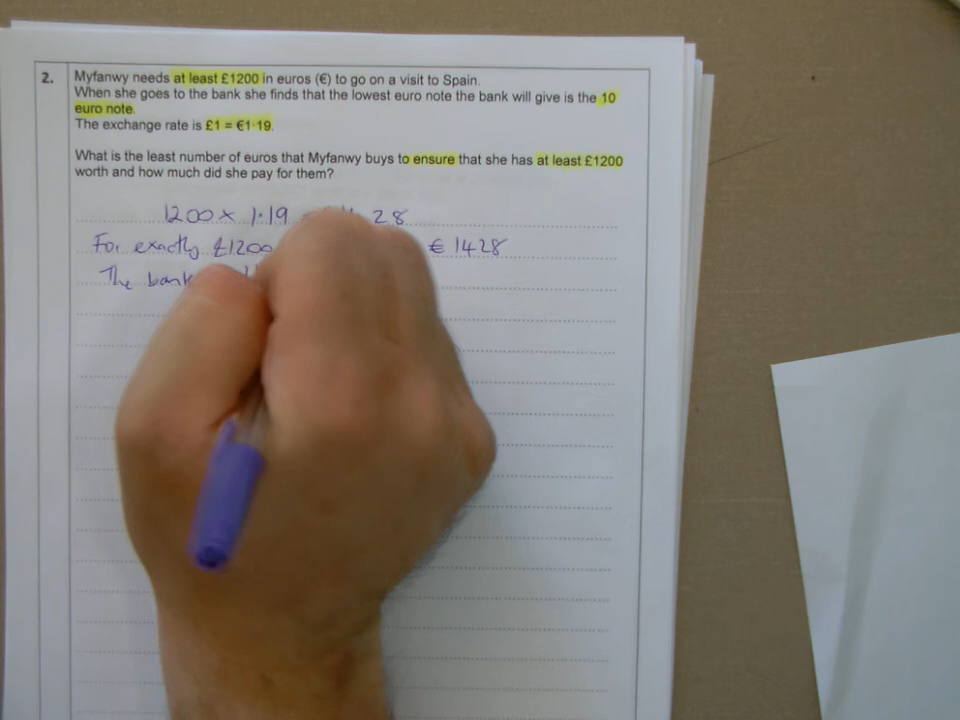 2.
Myfanwy needs at least £1200 in euros (€) to go on a visit to Spain.
When she goes to the bank she finds that the lowest euro note the bank will give is the 10
euro note.
The exchange rate is £1 = €1·19.
What is the least number of euros that Myfanwy buys to ensure that she has at least £1200
worth and how much did she pay for them?
1200 × 1.19 28
For exactly £1200 € 1428
The bank